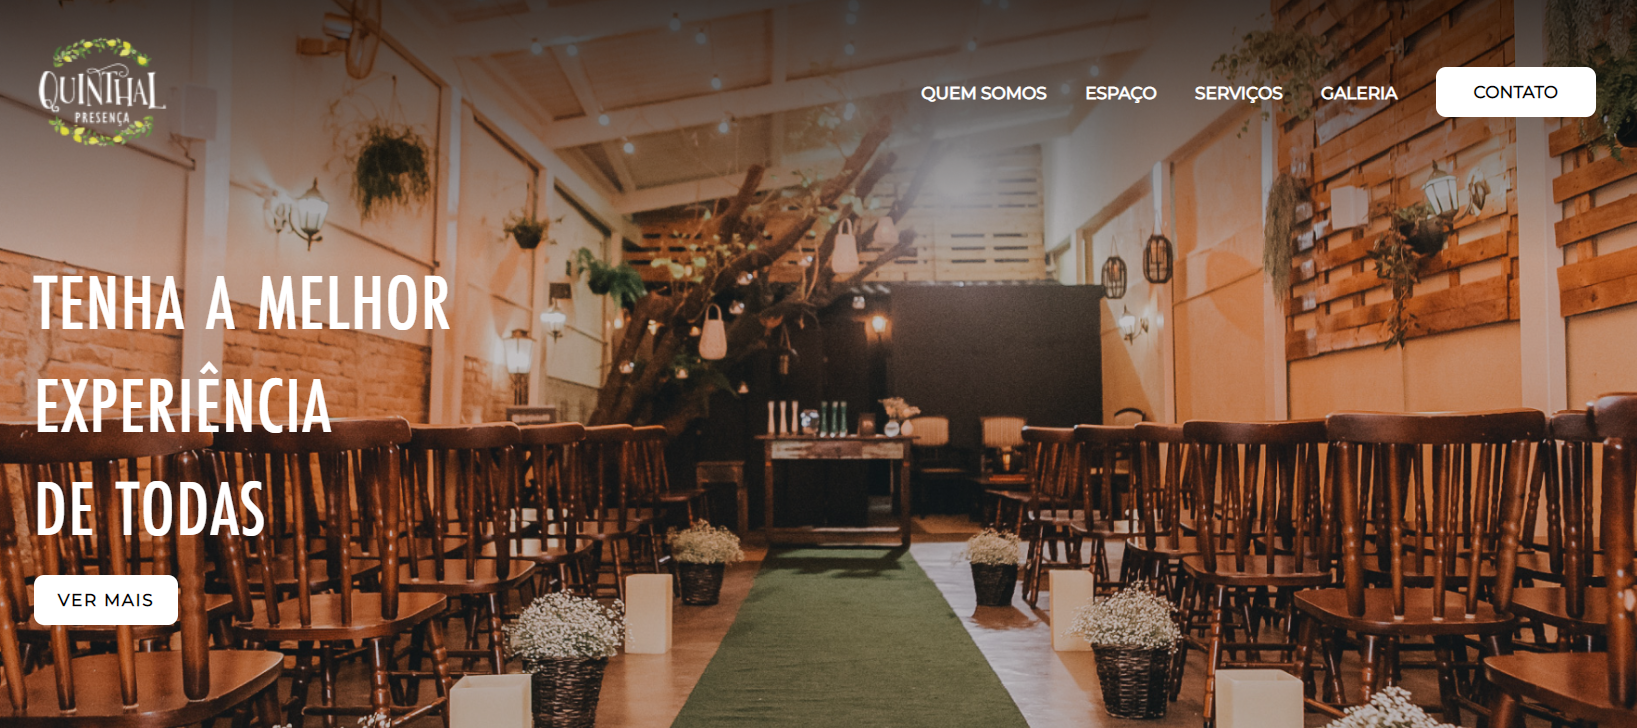 QUINTHAL
PRESENÇA
QUEM SOMOS ESPAÇO SERVIÇOS GALERIA CONTATO
TENHA A MELHOR
EXPERIÊNCIA
DE TODAS
VER MAIS